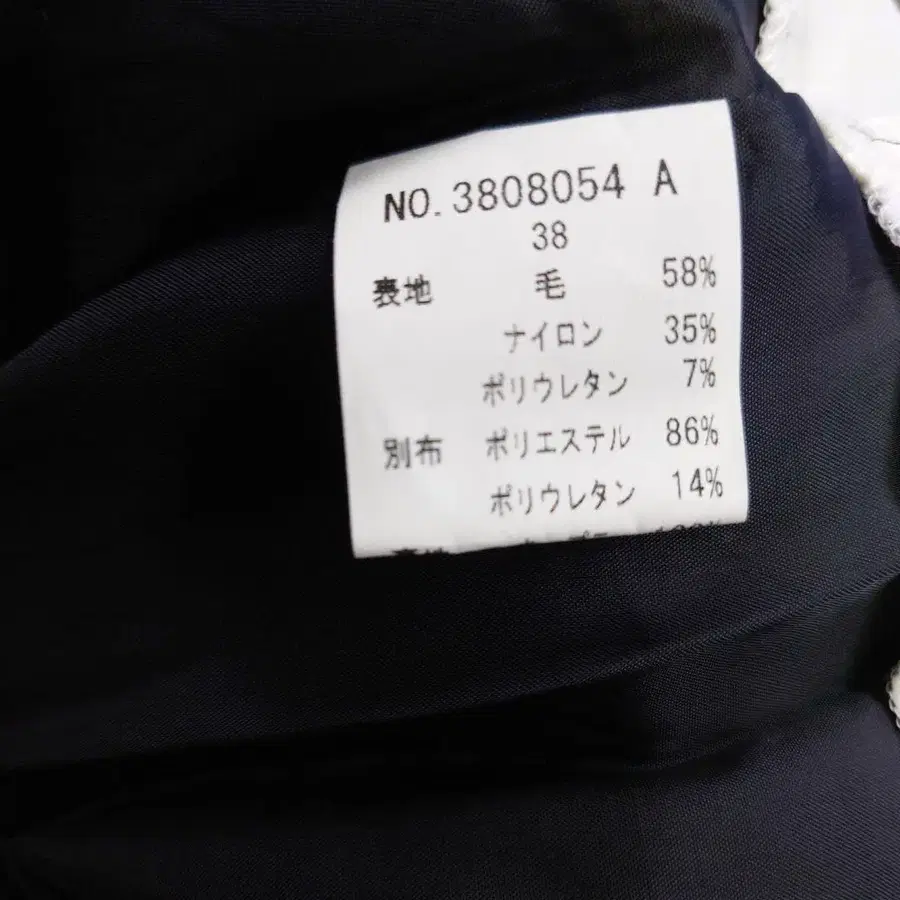 NO.3808054 A
38
表地 毛 58%
ナイロン 35%
ポリウレタン 7%
別布 ポリエステル 86%
ポリウレタン 14%